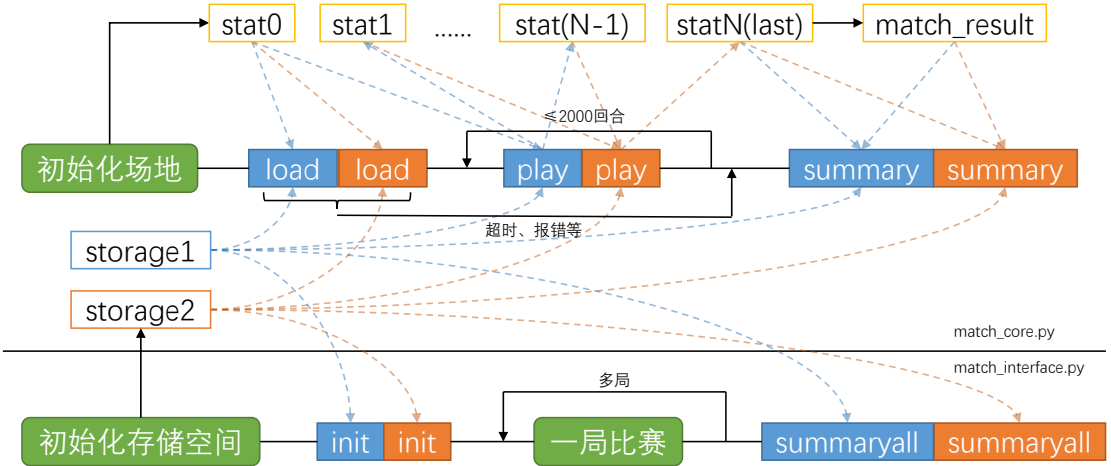 stat0
stat1
......
stat(N-1)
statN(last)
match_result
≤2000回合
初始化场地
load
load
play
play
summary
summary
超时、报错等
storage1
storage2
match_core.py
match_interface.py
多局
初始化存储空间
init
init
一局比赛
summaryall
summaryall